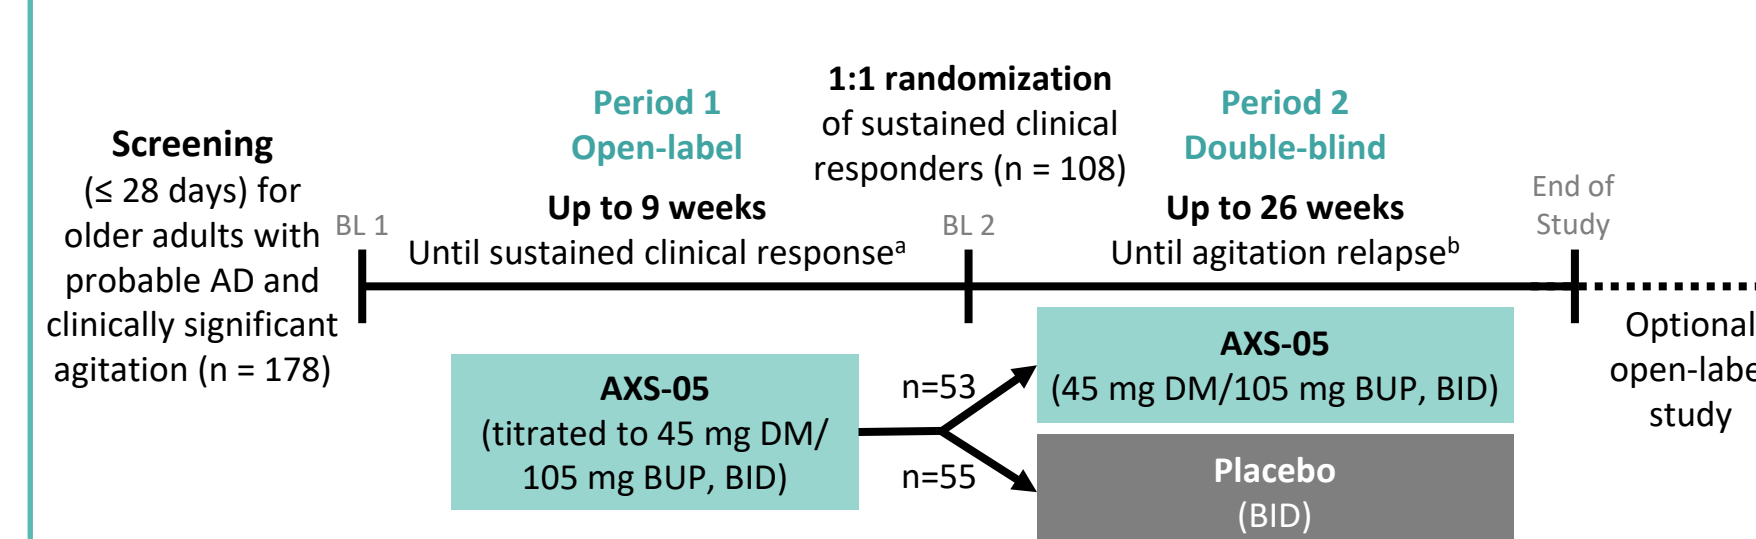 Screening
(≤ 28 days) for
older adults with
probable AD and
clinically significant
agitation (n = 178)
BL 1
Period 1
Open-label
Up to 9 weeks
Until sustained clinical responseᵃ
1:1 randomization
of sustained clinical
responders (n = 108)
BL 2
Period 2
Double-blind
Up to 26 weeks
Until agitation relapseᵇ
End of
Study
AXS-05
(titrated to 45 mg DM/
105 mg BUP, BID)
n=53
n=55
AXS-05
(45 mg DM/105 mg BUP, BID)
Placebo
(BID)
Optional
open-labe
study